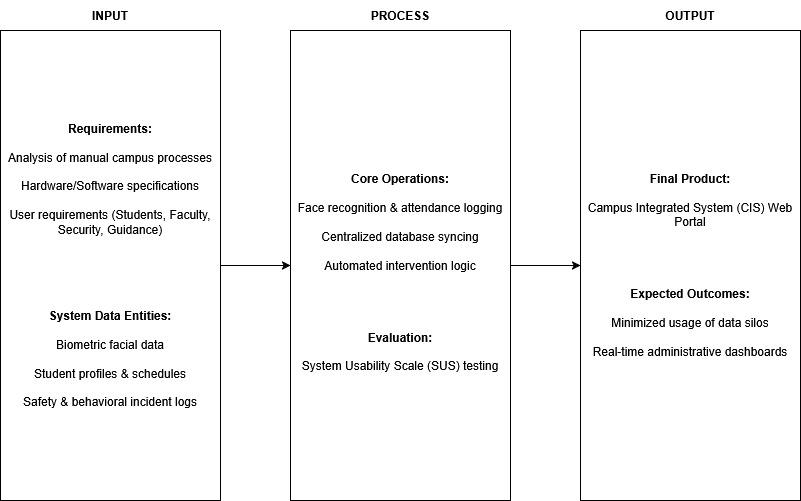 INPUT
Requirements:
Analysis of manual campus processes
Hardware/Software specifications
User requirements (Students, Faculty,
Security, Guidance)
System Data Entities:
Biometric facial data
Student profiles & schedules
Safety & behavioral incident logs
PROCESS
Core Operations:
Face recognition & attendance logging
Centralized database syncing
Automated intervention logic
Evaluation:
System Usability Scale (SUS) testing
OUTPUT
Final Product:
Campus Integrated System (CIS) Web
Portal
Expected Outcomes:
Minimized usage of data silos
Real-time administrative dashboards